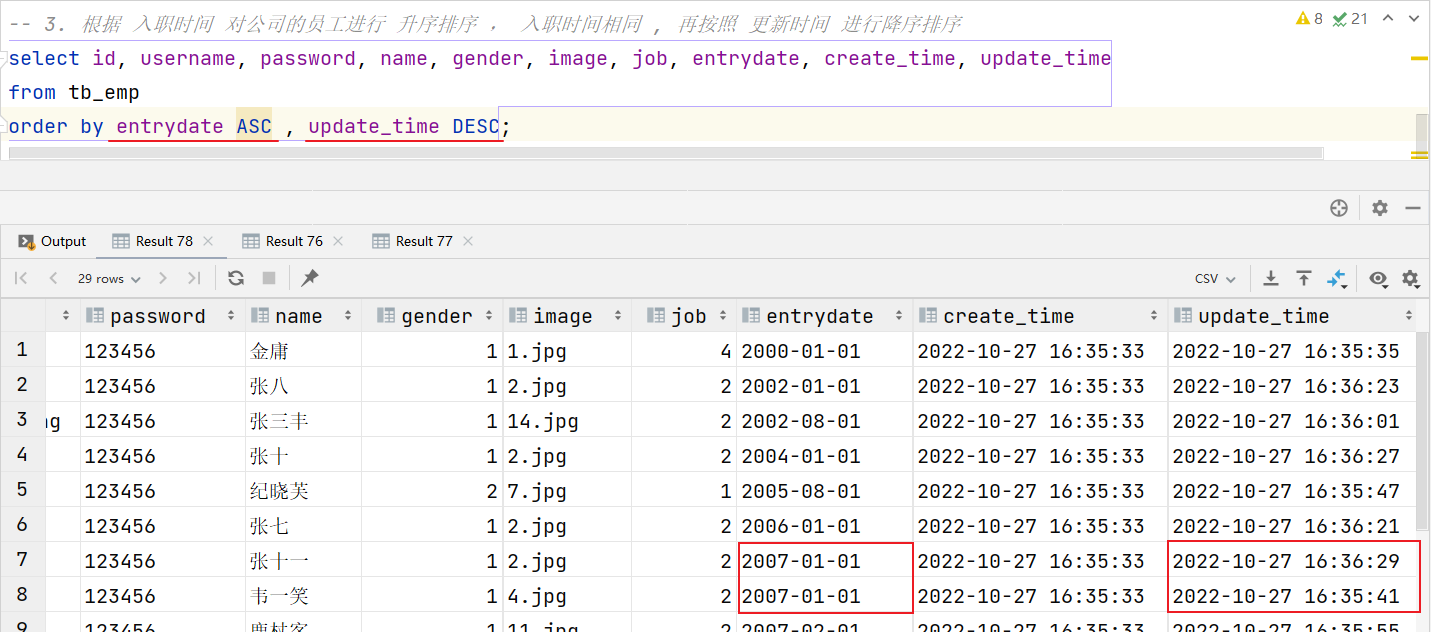 -- 3. 根据 入职时间 对公司的员工进行 升序排序 ， 入职时间相同 ， 再按照 更新时间 进行降序排序
8 21
select id, username, password, name, gender, image, job, entrydate, create_time, update_time
from tb_emp
order by entrydate ASC , update_time DESC;
Output Result 78 Result 76 Result 77
29 rows CSV
password name gender image job entrydate create_time update_time
1 123456 金庸 1 1.jpg 4 2000-01-01 2022-10-27 16:35:33 2022-10-27 16:35:35
2 123456 张八 1 2.jpg 2 2002-01-01 2022-10-27 16:35:33 2022-10-27 16:36:23
3 ng 123456 张三丰 1 14.jpg 2 2002-08-01 2022-10-27 16:35:33 2022-10-27 16:36:01
4 123456 张十 1 2.jpg 2 2004-01-01 2022-10-27 16:35:33 2022-10-27 16:36:27
5 123456 纪晓芙 2 7.jpg 1 2005-08-01 2022-10-27 16:35:33 2022-10-27 16:35:47
6 123456 张七 1 2.jpg 2 2006-01-01 2022-10-27 16:35:33 2022-10-27 16:36:21
7 123456 张十一 1 2.jpg 2 2007-01-01 2022-10-27 16:35:33 2022-10-27 16:36:29
8 123456 韦一笑 1 4.jpg 2 2007-01-01 2022-10-27 16:35:33 2022-10-27 16:35:41
9 123456 鹿杖客 1 11.jpg 2 2007-02-01 2022-10-27 16:35:33 2022-10-27 16:35:55